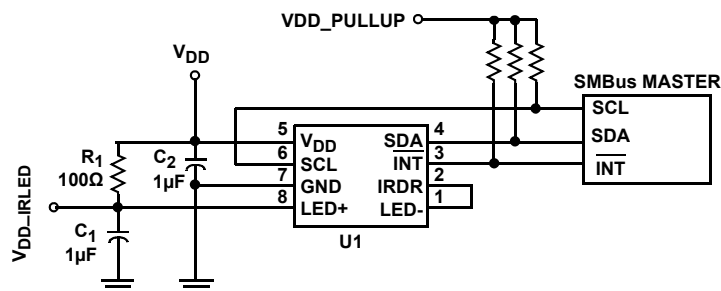 VDD_PULLUP
VDD
SMBus MASTER
SCL
SDA
INT
R1
100Ω
C2
1µF
5
6
7
8
VDD
SCL
GND
LED+
SDA
INT
IRDR
LED-
4
3
2
1
U1
VDD_IRLED
C1
1µF